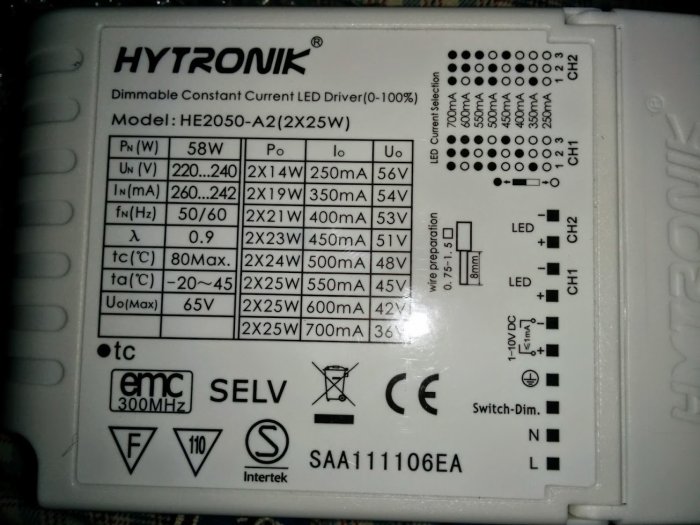 HYTRONIK®
Dimmable Constant Current LED Driver(0-100%)
Model: HE2050-A2(2X25W)
PN (W) 58W Po Io Uo
UN (V) 220...240 2X14W 250mA 56V
IN(mA) 260...242 2X19W 350mA 54V
fN(Hz) 50/60 2X21W 400mA 53V
λ 0.9 2X23W 450mA 51V
tc(℃) 80Max. 2X24W 500mA 48V
ta(℃) -20~45 2X25W 550mA 45V
Uo(Max) 65V 2X25W 600mA 42V
2X25W 700mA 36V
tc
emc
300MHz
SELV
CE
F
110
S
Intertek
SAA111106EA
LED Current Selection
700mA
600mA
550mA
500mA
450mA
400mA
350mA
250mA
1 2 3
CH2
1 2 3
CH1
wire preparation
0.75-1.5
8mm
LED - CH2
+
LED - CH1
+
1-10V DC
≤1mA
-
+
Switch-Dim.
N
L
HYTRONIK